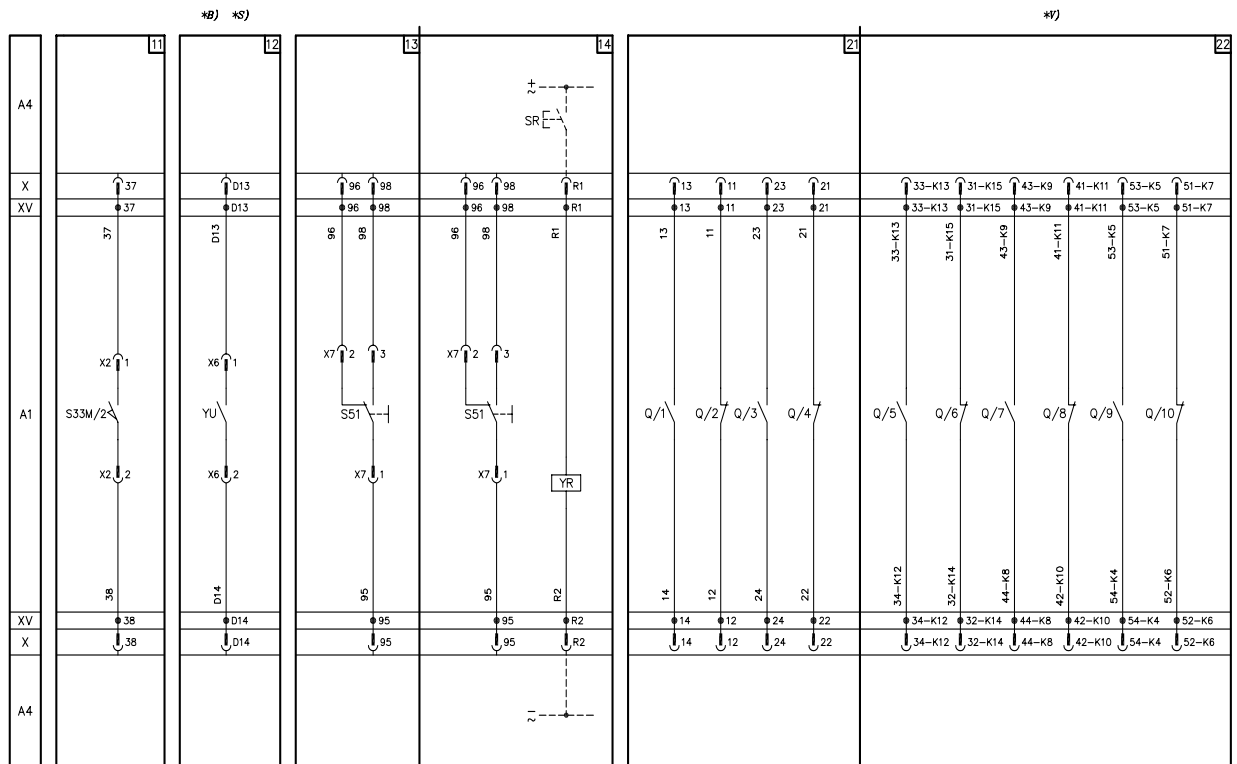 *B) *S) *V)
11 12 13 14 21 22
A4
+
~
SR
X 37 D13 96 98 96 98 R1 13 11 23 21 33-K13 31-K15 43-K9 41-K11 53-K5 51-K7
XV 37 D13 96 98 96 98 R1 13 11 23 21 33-K13 31-K15 43-K9 41-K11 53-K5 51-K7
37 D13 96 98 96 98 R1 13 11 23 21 33-K13 31-K15 43-K9 41-K11 53-K5 51-K7
X2 1 X6 1 X7 2 3 X7 2 3
A1 S33M/2 YU S51 S51 Q/1 Q/2 Q/3 Q/4 Q/5 Q/6 Q/7 Q/8 Q/9 Q/10
X2 2 X6 2 X7 1 X7 1 YR
38 D14 95 95 R2 14 12 24 22 34-K12 32-K14 44-K8 42-K10 54-K4 52-K6
XV 38 D14 95 95 R2 14 12 24 22 34-K12 32-K14 44-K8 42-K10 54-K4 52-K6
X 38 D14 95 95 R2 14 12 24 22 34-K12 32-K14 44-K8 42-K10 54-K4 52-K6
A4
-
~